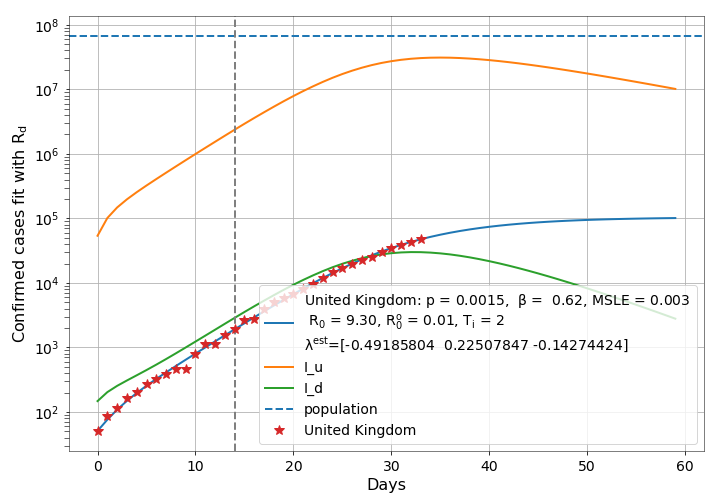 Confirmed cases fit with R_d
10⁸
10⁷
10⁶
10⁵
10⁴
10³
10²
United Kingdom: p = 0.0015, β = 0.62, MSLE = 0.003
R₀ = 9.30, R₀⁰ = 0.01, Tᵢ = 2
λᵉˢᵗ=[-0.49185804 0.22507847 -0.14274424]
I_u
I_d
population
United Kingdom
0 10 20 30 40 50 60
Days